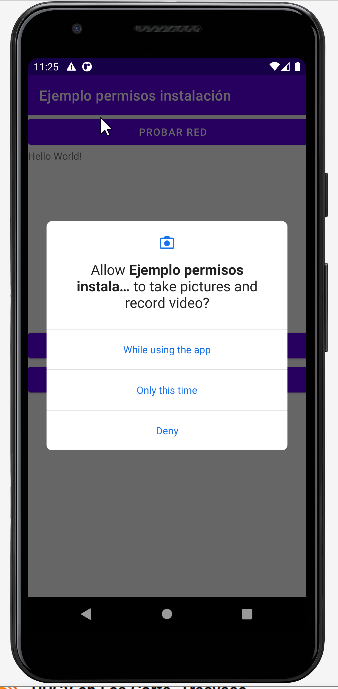 11:25
Ejemplo permisos instalación
PROBAR RED
Hello World!
Allow Ejemplo permisos
instala… to take pictures and
record video?
While using the app
Only this time
Deny